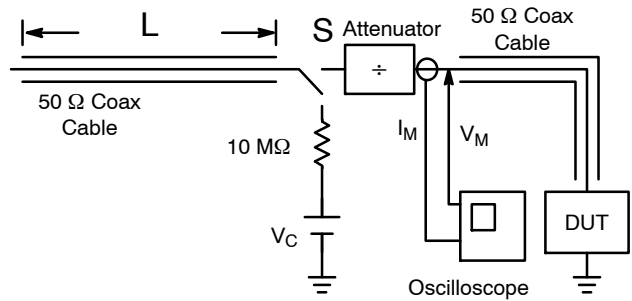 L
S
Attenuator
÷
50 Ω Coax
Cable
50 Ω Coax
Cable
10 MΩ
I_M
V_M
V_C
DUT
Oscilloscope